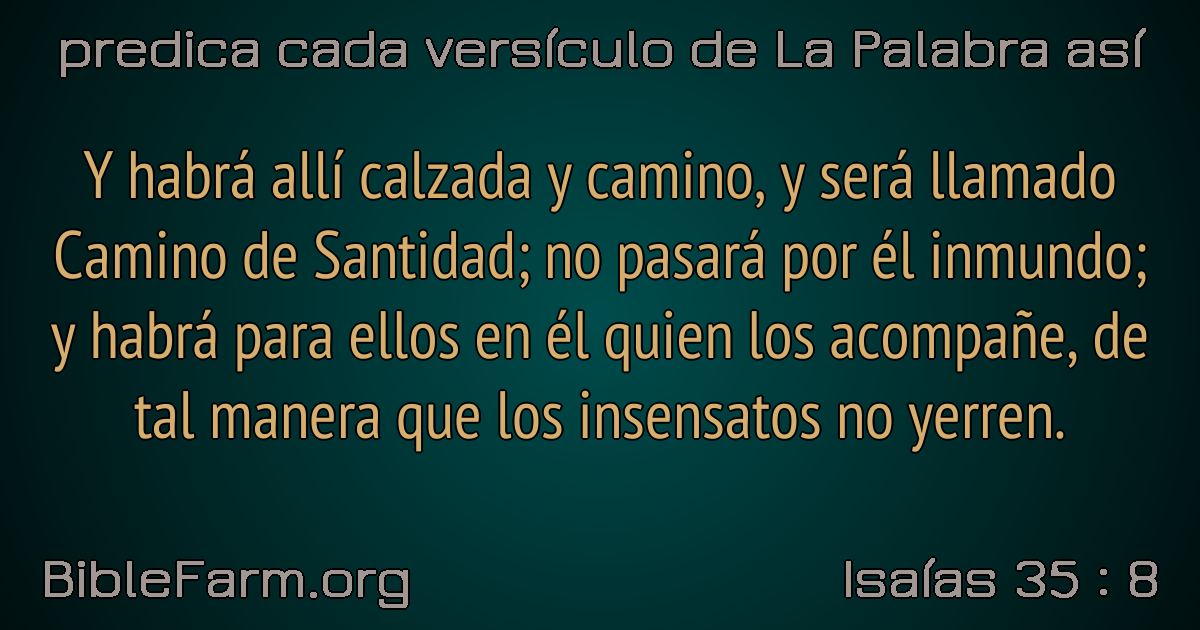 predica cada versículo de La Palabra así
Y habrá allí calzada y camino, y será llamado
Camino de Santidad; no pasará por él inmundo;
y habrá para ellos en él quien los acompañe, de
tal manera que los insensatos no yerren.
BibleFarm.org
Isaías 35 : 8